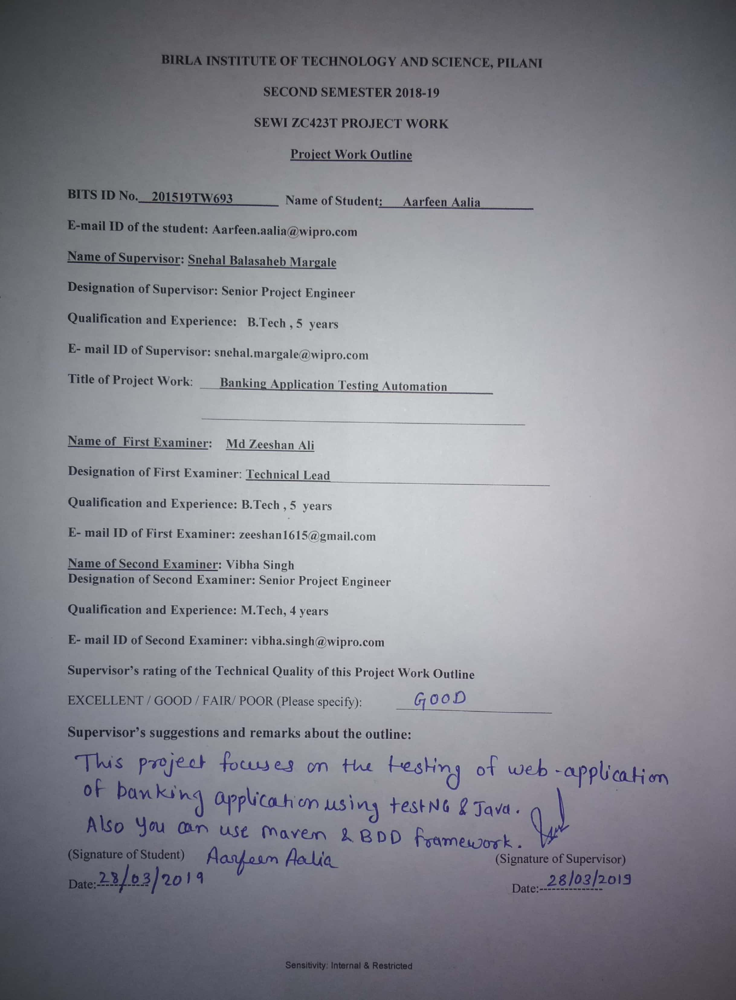 BIRLA INSTITUTE OF TECHNOLOGY AND SCIENCE, PILANI
SECOND SEMESTER 2018-19
SEWI ZC423T PROJECT WORK
Project Work Outline
BITS ID No. 201519TW693 Name of Student: Aarfeen Aalia
E-mail ID of the student: Aarfeen.aalia@wipro.com
Name of Supervisor: Snehal Balasaheb Margale
Designation of Supervisor: Senior Project Engineer
Qualification and Experience: B.Tech , 5 years
E- mail ID of Supervisor: snehal.margale@wipro.com
Title of Project Work: Banking Application Testing Automation
Name of First Examiner: Md Zeeshan Ali
Designation of First Examiner: Technical Lead
Qualification and Experience: B.Tech , 5 years
E- mail ID of First Examiner: zeeshan1615@gmail.com
Name of Second Examiner: Vibha Singh
Designation of Second Examiner: Senior Project Engineer
Qualification and Experience: M.Tech, 4 years
E- mail ID of Second Examiner: vibha.singh@wipro.com
Supervisor’s rating of the Technical Quality of this Project Work Outline
EXCELLENT / GOOD / FAIR/ POOR (Please specify): GOOD
Supervisor’s suggestions and remarks about the outline:
This project focuses on the testing of web-application
of banking application using testNG & Java.
Also you can use maven & BDD framework.
(Signature of Student) Aarfeen Aalia (Signature of Supervisor)
Date: 28/03/2019 Date: 28/03/2019
Sensitivity: Internal & Restricted